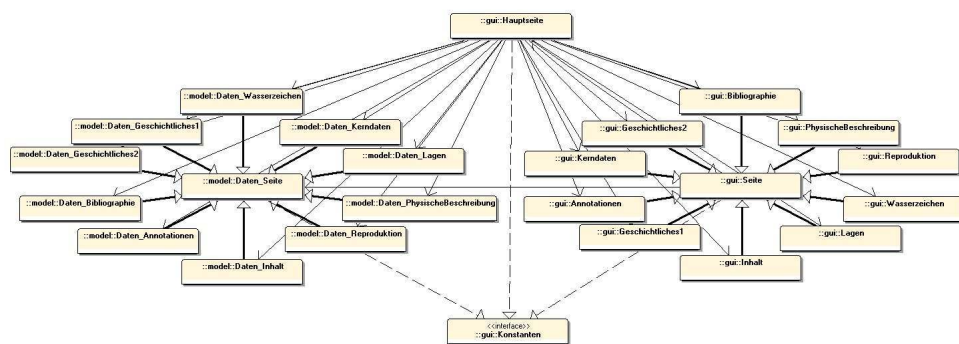 ::gui::Hauptseite
::model::Daten_Wasserzeichen
::gui::Bibliographie
::model::Daten_Geschichtliches1
::model::Daten_Kerndaten
::gui::Geschichtliches2
::gui::PhysischeBeschreibung
::model::Daten_Geschichtliches2
::model::Daten_Lagen
::gui::Kerndaten
::gui::Reproduktion
::model::Daten_Seite
::gui::Seite
::model::Daten_Bibliographie
::model::Daten_PhysischeBeschreibung
::gui::Annotationen
::gui::Wasserzeichen
::model::Daten_Annotationen
::model::Daten_Reproduktion
::gui::Geschichtliches1
::gui::Lagen
::model::Daten_Inhalt
::gui::Inhalt
<<interface>>
::gui::Konstanten